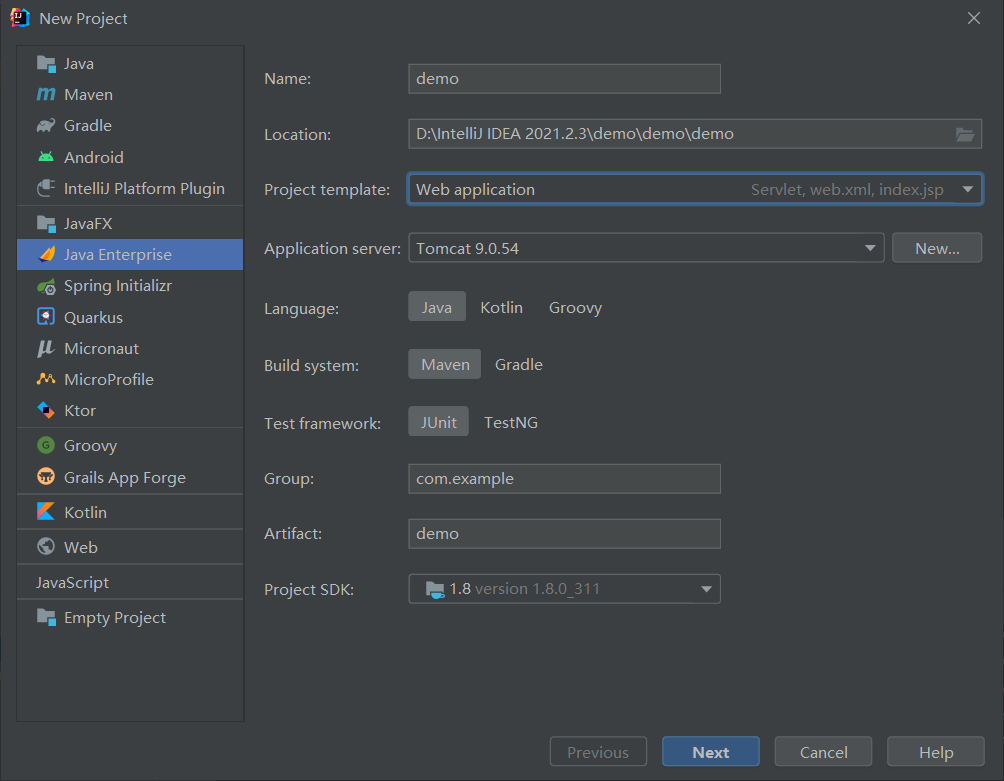 New Project
Java
Maven
Gradle
Android
IntelliJ Platform Plugin
JavaFX
Java Enterprise
Spring Initializr
Quarkus
Micronaut
MicroProfile
Ktor
Groovy
Grails App Forge
Kotlin
Web
JavaScript
Empty Project
Name: demo
Location: D:\IntelliJ IDEA 2021.2.3\demo\demo\demo
Project template: Web application Servlet, web.xml, index.jsp
Application server: Tomcat 9.0.54 New...
Language: Java Kotlin Groovy
Build system: Maven Gradle
Test framework: JUnit TestNG
Group: com.example
Artifact: demo
Project SDK: 1.8 version 1.8.0_311
Previous Next Cancel Help